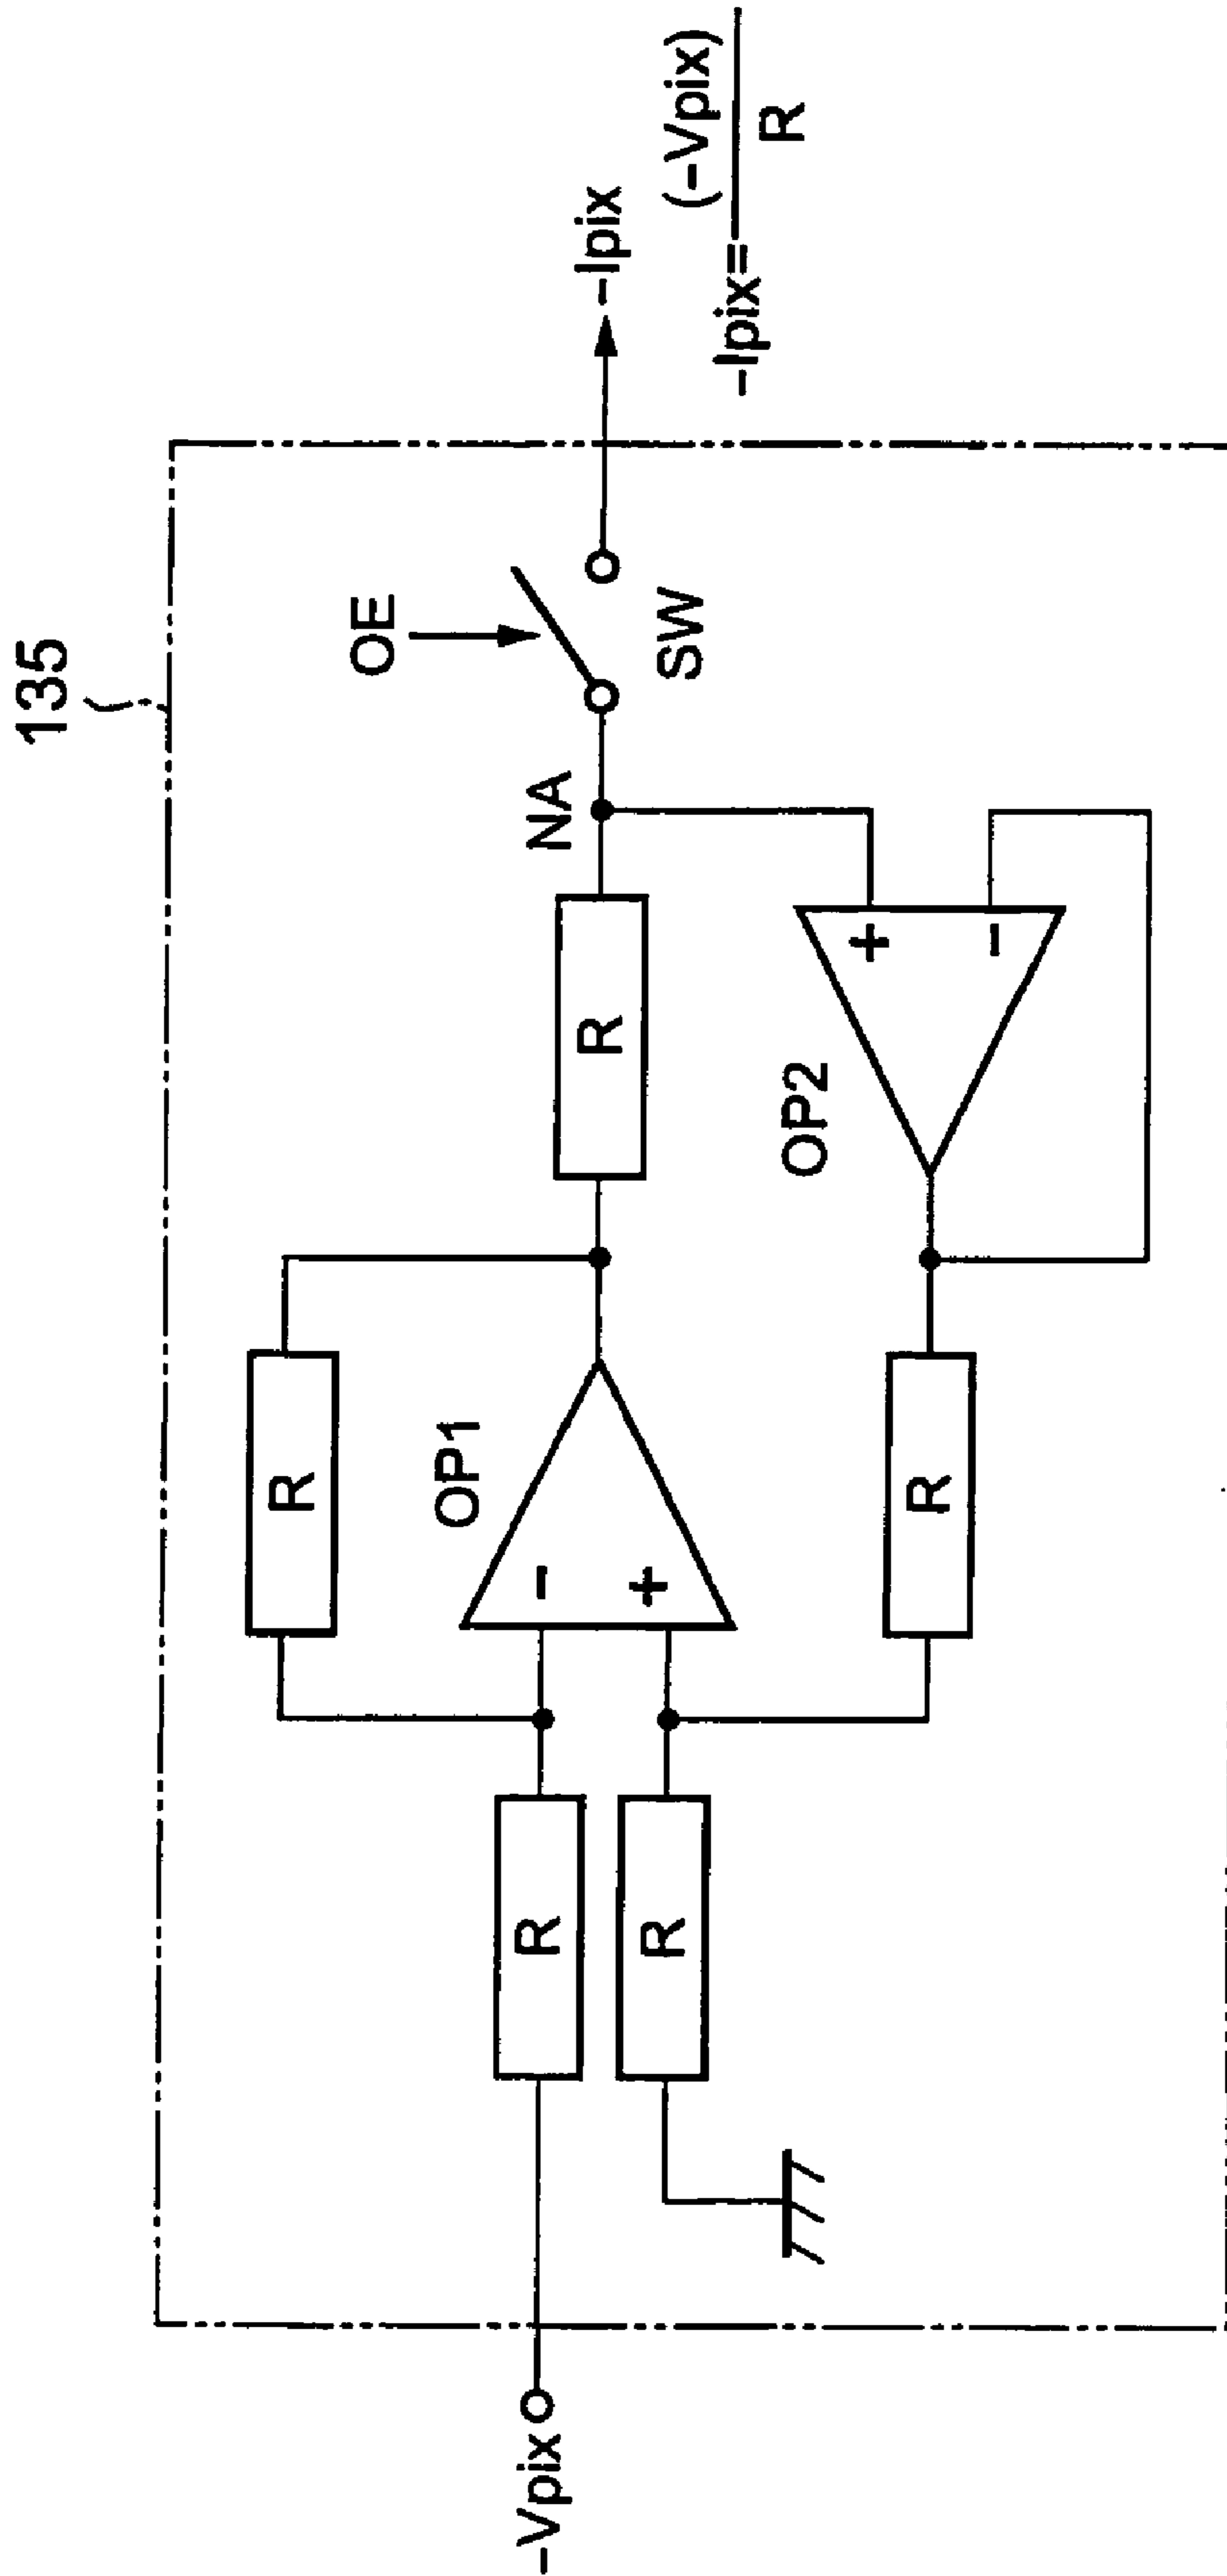 135
R
OE
-Vpix
R
OP1
-
+
R
NA
SW
-Ipix
-Ipix= (-Vpix) / R
R
OP2
+
-
R